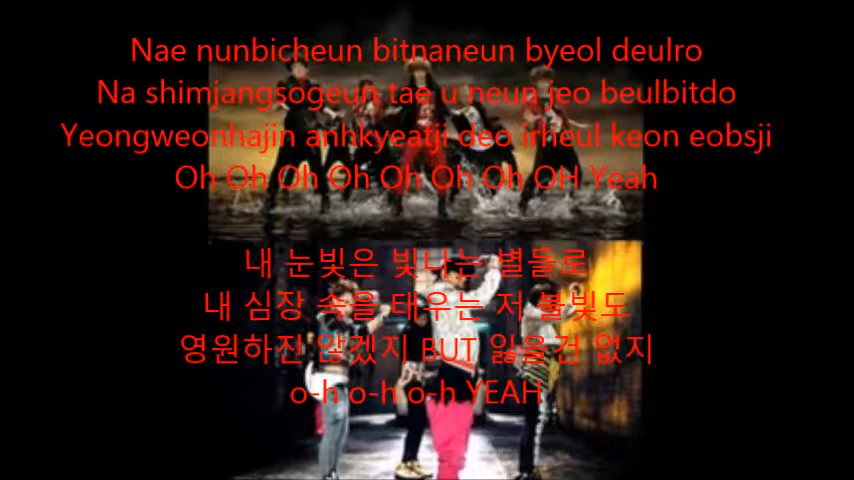 Nae nunbicheun bitnaneun byeol deulro
Na shimjangsogeun tae u neun jeo beulbitdo
Yeongweonhajin anhkyeatji deo irheul keon eobsji
Oh Oh Oh Oh Oh Oh Oh OH Yeah
내 눈빛은 빛나는 별들로
내 심장 속을 태우는 저 불빛도
영원하진 않겠지 BUT 잃을건 없지
o-h o-h o-h YEAH